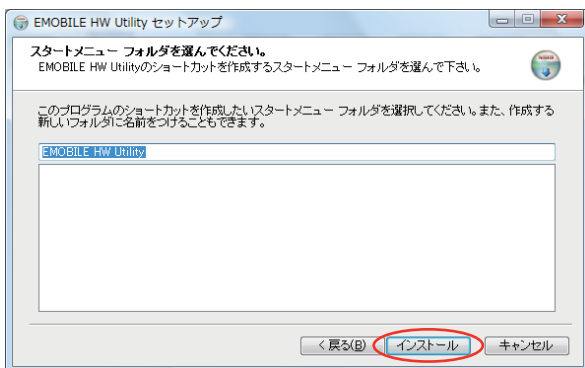 EMOBILE HW Utility セットアップ
スタートメニュー フォルダを選んでください。
EMOBILE HW Utilityのショートカットを作成するスタートメニュー フォルダを選んで下さい。
このプログラムのショートカットを作成したいスタートメニュー フォルダを選択してください。また、作成する
新しいフォルダに名前をつけることもできます。
EMOBILE HW Utility
< 戻る(B)
インストール
キャンセル